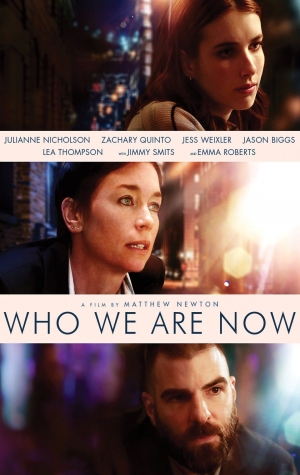 JULIANNE NICHOLSON ZACHARY QUINTO JESS WEIXLER JASON BIGGS
LEA THOMPSON WITH JIMMY SMITS AND EMMA ROBERTS
A FILM BY MATTHEW NEWTON
WHO WE ARE NOW